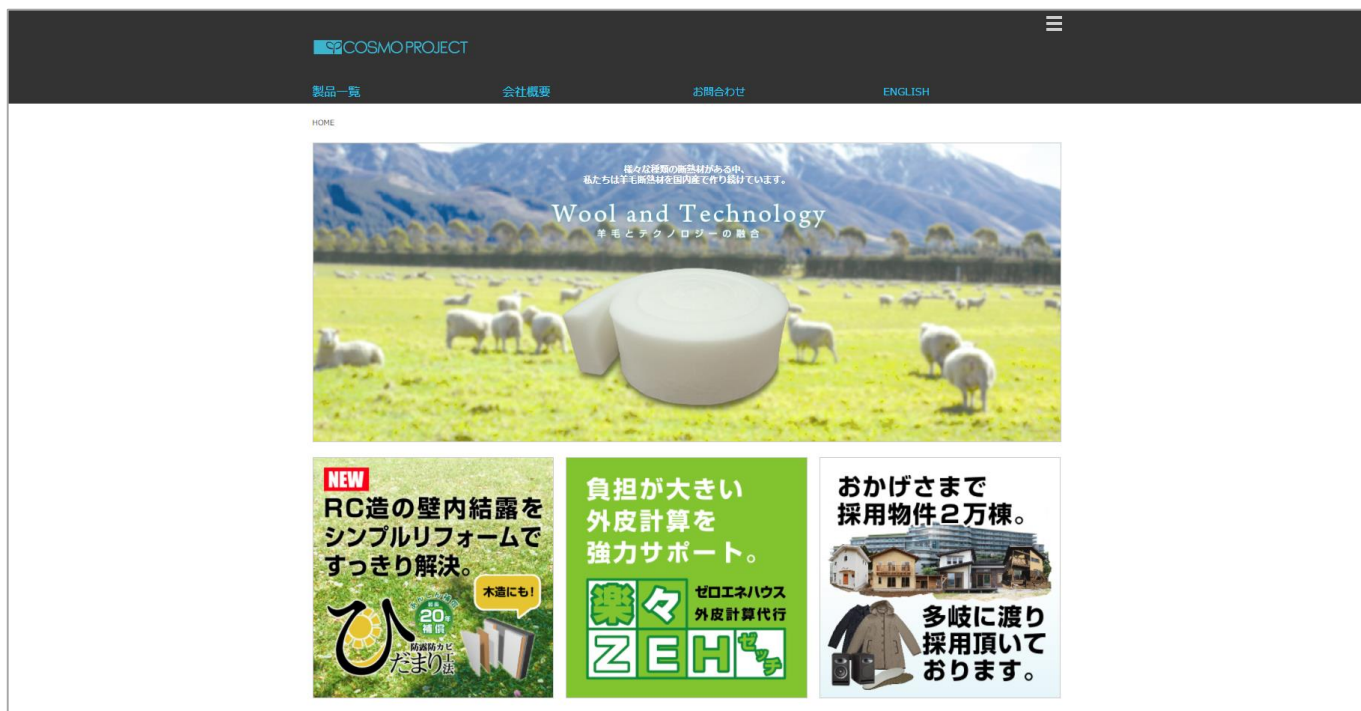 COSMO PROJECT
製品一覧
会社概要
お問合わせ
ENGLISH
HOME
様々な種類の断熱材がある中、
私たちは羊毛断熱材を国内産で作り続けています。
Wool and Technology
羊毛とテクノロジーの融合
NEW
RC造の壁内結露を
シンプルリフォームで
すっきり解決。
木造にも!
20年
補償
防露防カビ
ひだまり工法
負担が大きい
外皮計算を
強力サポート。
楽々
ゼロエネハウス
外皮計算代行
ZEH
ゼッチ
おかげさまで
採用物件2万棟。
多岐に渡り
採用頂いて
おります。